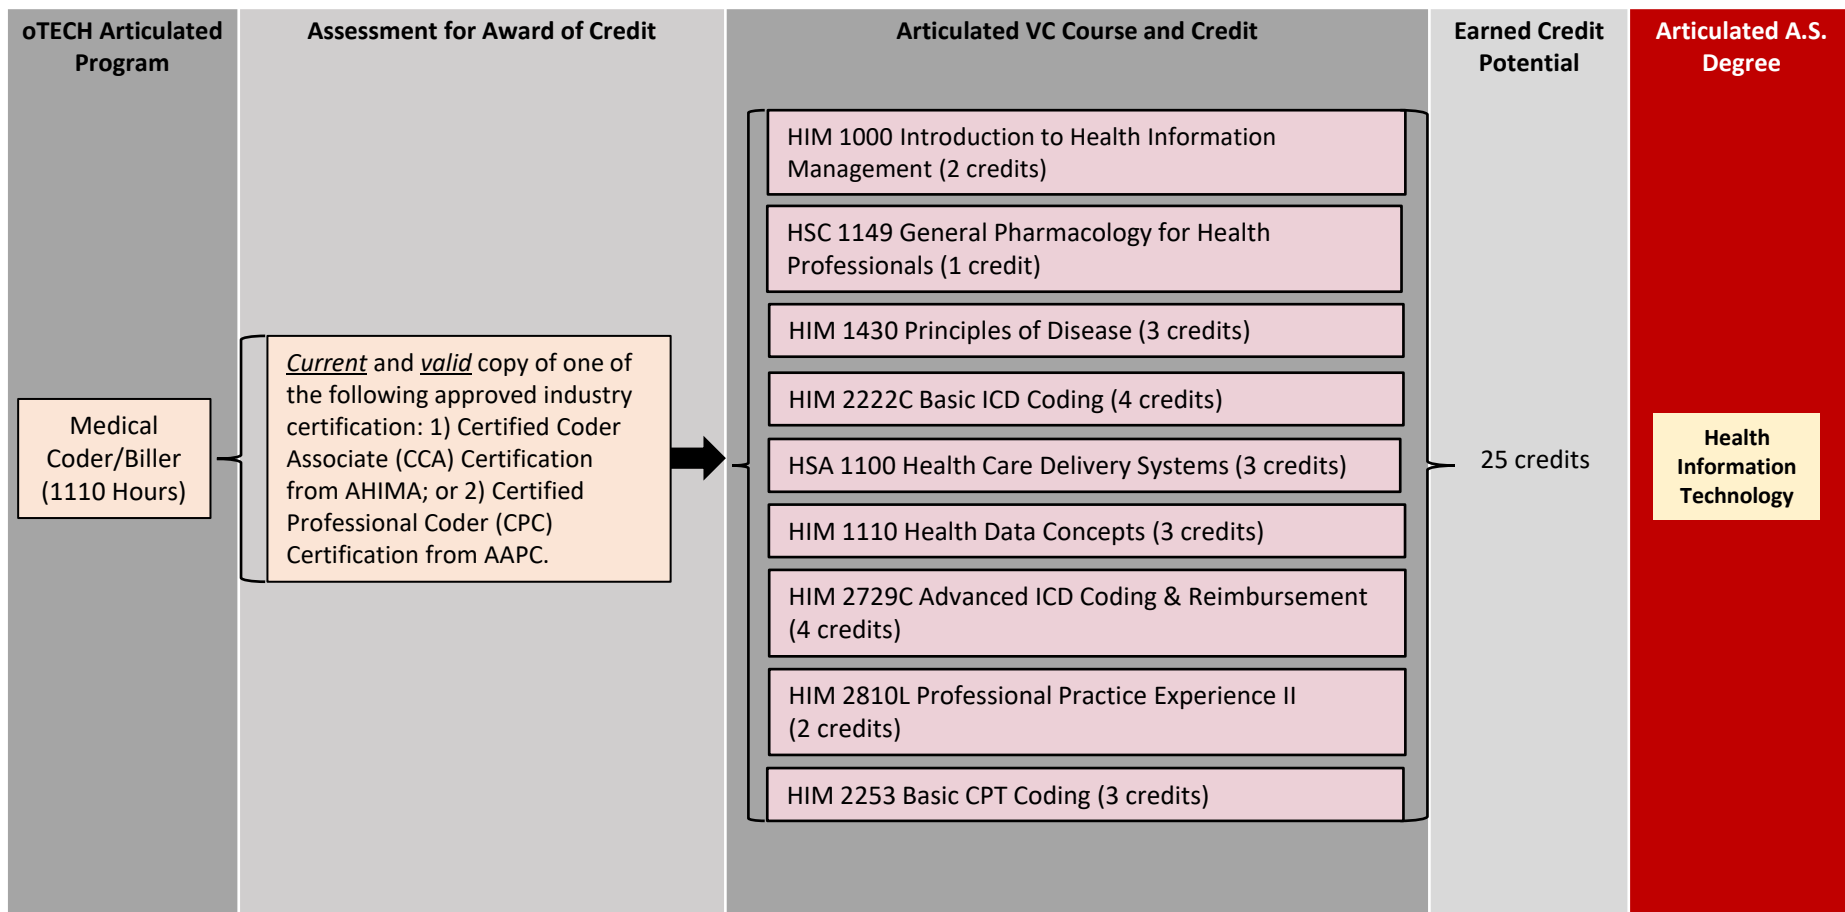 oTECH Articulated
Program
Assessment for Award of Credit
Articulated VC Course and Credit
Earned Credit
Potential
Articulated A.S.
Degree
Medical
Coder/Biller
(1110 Hours)
Current and valid copy of one of
the following approved industry
certification: 1) Certified Coder
Associate (CCA) Certification
from AHIMA; or 2) Certified
Professional Coder (CPC)
Certification from AAPC.
HIM 1000 Introduction to Health Information
Management (2 credits)
HSC 1149 General Pharmacology for Health
Professionals (1 credit)
HIM 1430 Principles of Disease (3 credits)
HIM 2222C Basic ICD Coding (4 credits)
HSA 1100 Health Care Delivery Systems (3 credits)
HIM 1110 Health Data Concepts (3 credits)
HIM 2729C Advanced ICD Coding & Reimbursement
(4 credits)
HIM 2810L Professional Practice Experience II
(2 credits)
HIM 2253 Basic CPT Coding (3 credits)
25 credits
Health
Information
Technology